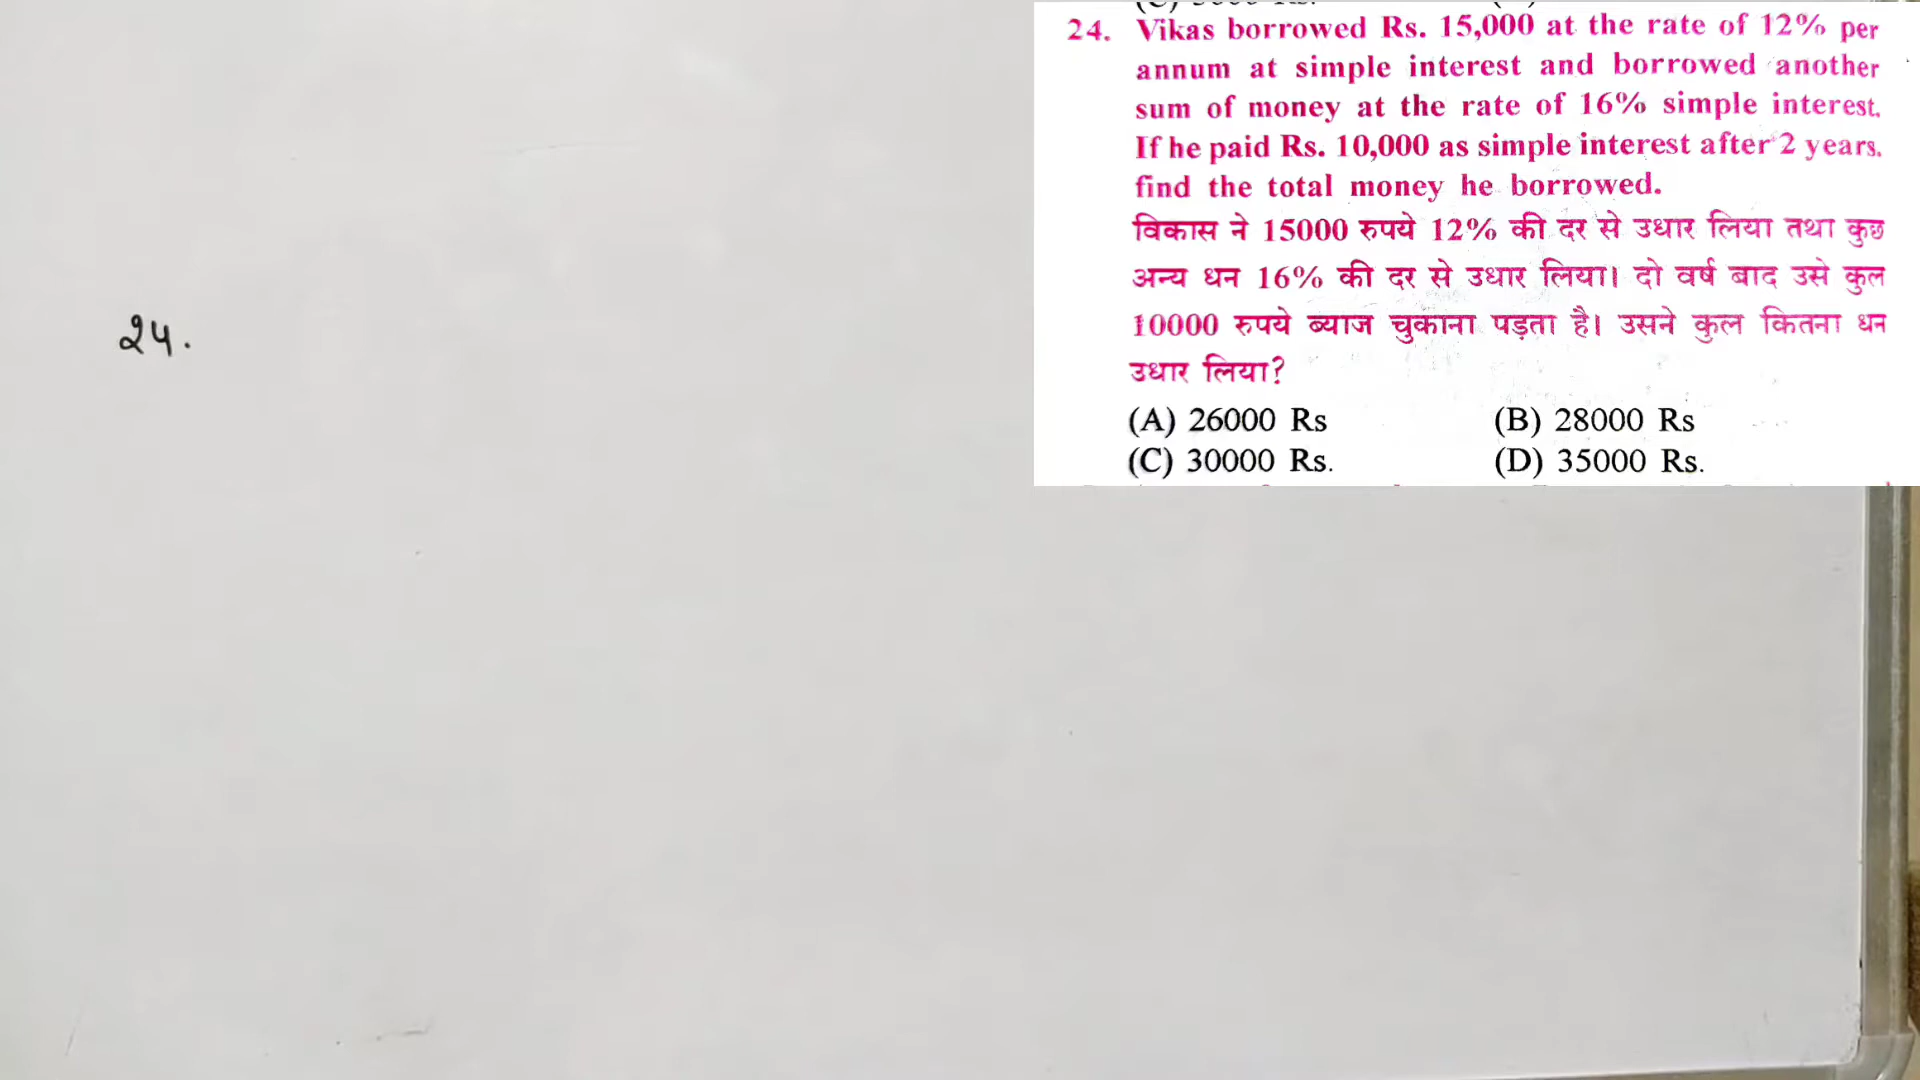 24. Vikas borrowed Rs. 15,000 at the rate of 12% per
annum at simple interest and borrowed another
sum of money at the rate of 16% simple interest.
If he paid Rs. 10,000 as simple interest after 2 years.
find the total money he borrowed.
विकास ने 15000 रुपये 12% की दर से उधार लिया तथा कुछ
अन्य धन 16% की दर से उधार लिया। दो वर्ष बाद उसे कुल
10000 रुपये ब्याज चुकाना पड़ता है। उसने कुल कितना धन
उधार लिया?
(A) 26000 Rs (B) 28000 Rs
(C) 30000 Rs. (D) 35000 Rs.
24.